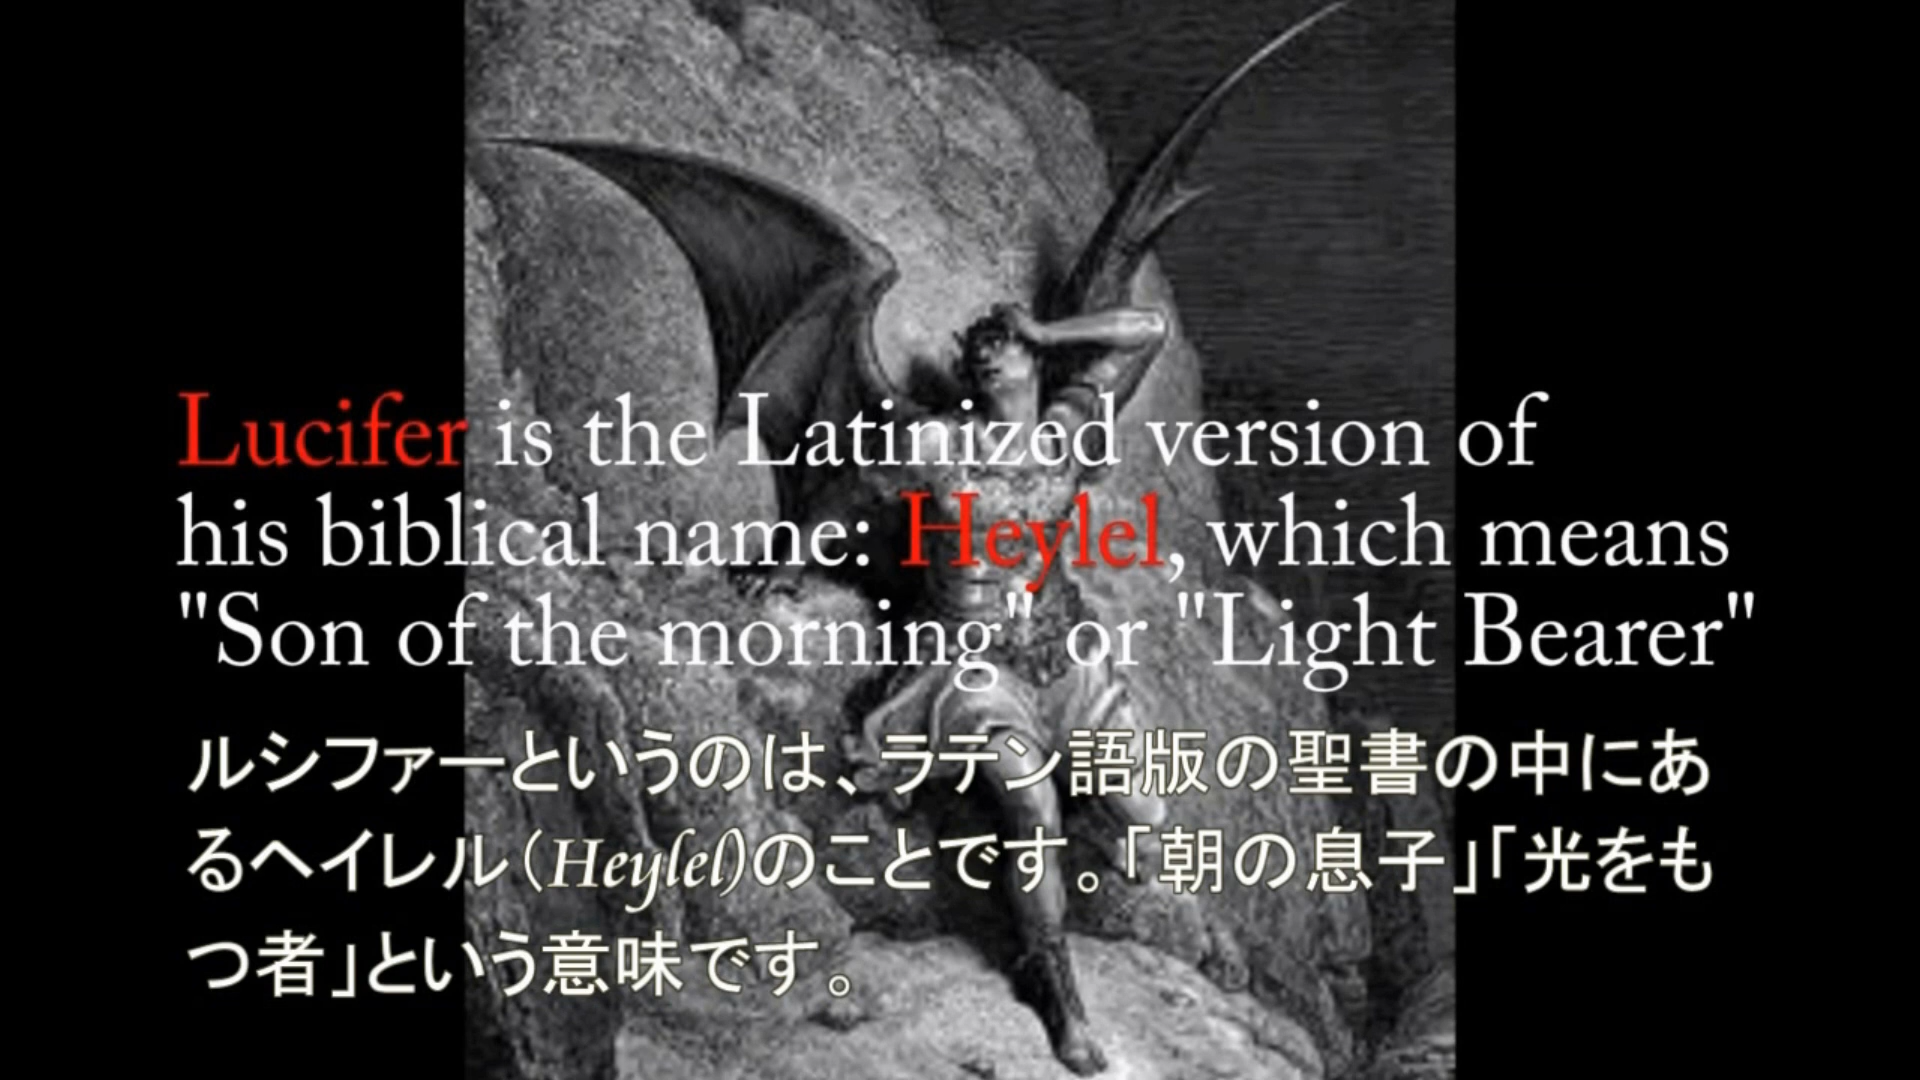 Lucifer is the Latinized version of
his biblical name: Heylel, which means
"Son of the morning" or "Light Bearer"
ルシファーというのは、ラテン語版の聖書の中にあ
るヘイレル（Heylel)のことです。「朝の息子」「光をも
つ者」という意味です。